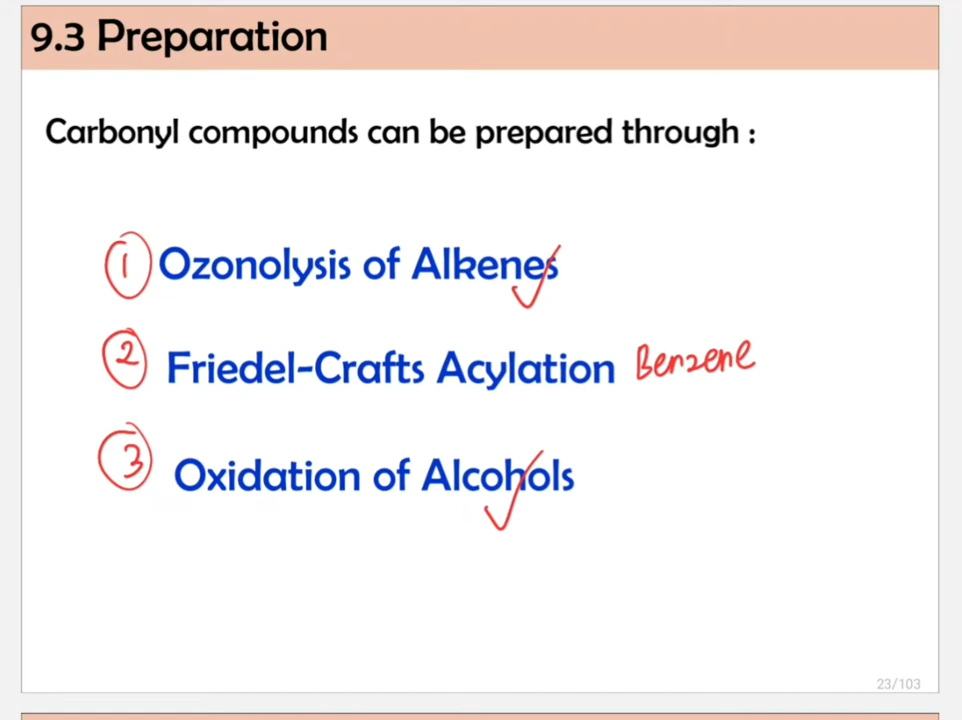 9.3 Preparation
Carbonyl compounds can be prepared through :
1 Ozonolysis of Alkenes
2 Friedel-Crafts Acylation Benzene
3 Oxidation of Alcohols
23/103